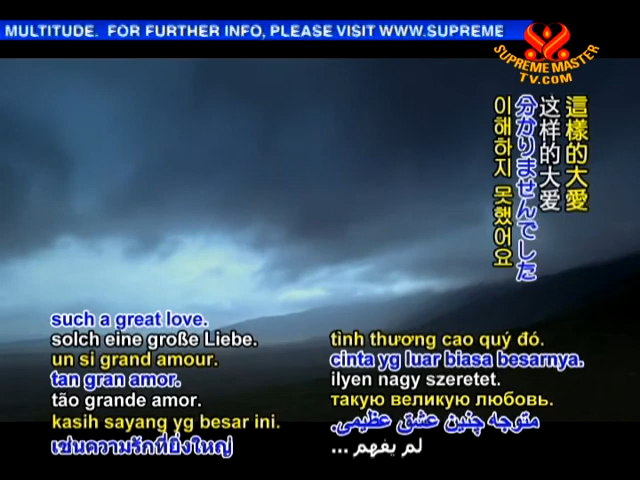 MULTITUDE.  FOR FURTHER INFO, PLEASE VISIT WWW.SUPREME
SUPREME MASTER
TV.COM
這樣的大愛
这样的大爱
分かりませんでした
이해하지 못했어요
such a great love.
solch eine große Liebe.
un si grand amour.
tan gran amor.
tão grande amor.
kasih sayang yg besar ini.
เช่นความรักที่ยิ่งใหญ่
tình thương cao quý đó.
cinta yg luar biasa besarnya.
ilyen nagy szeretet.
такую великую любовь.
متوجه چنین عشق عظیمی.
لم يفهم ...